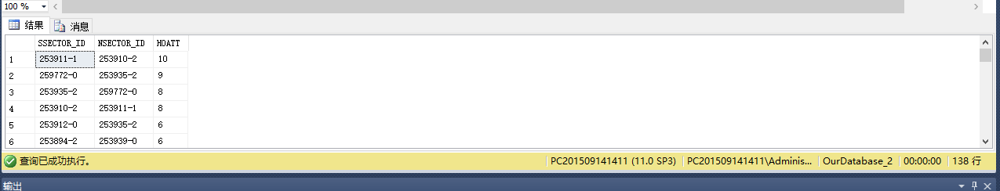 100 %
结果 消息
SSECTOR_ID NSECTOR_ID HOATT
1 253911-1 253910-2 10
2 259772-0 253935-2 9
3 253935-2 259772-0 8
4 253910-2 253911-1 8
5 253912-0 253935-2 6
6 253894-2 253939-0 6
查询已成功执行。 PC201509141411 (11.0 SP3) PC201509141411\Adminis... OurDatabase_2 00:00:00 138 行
输出